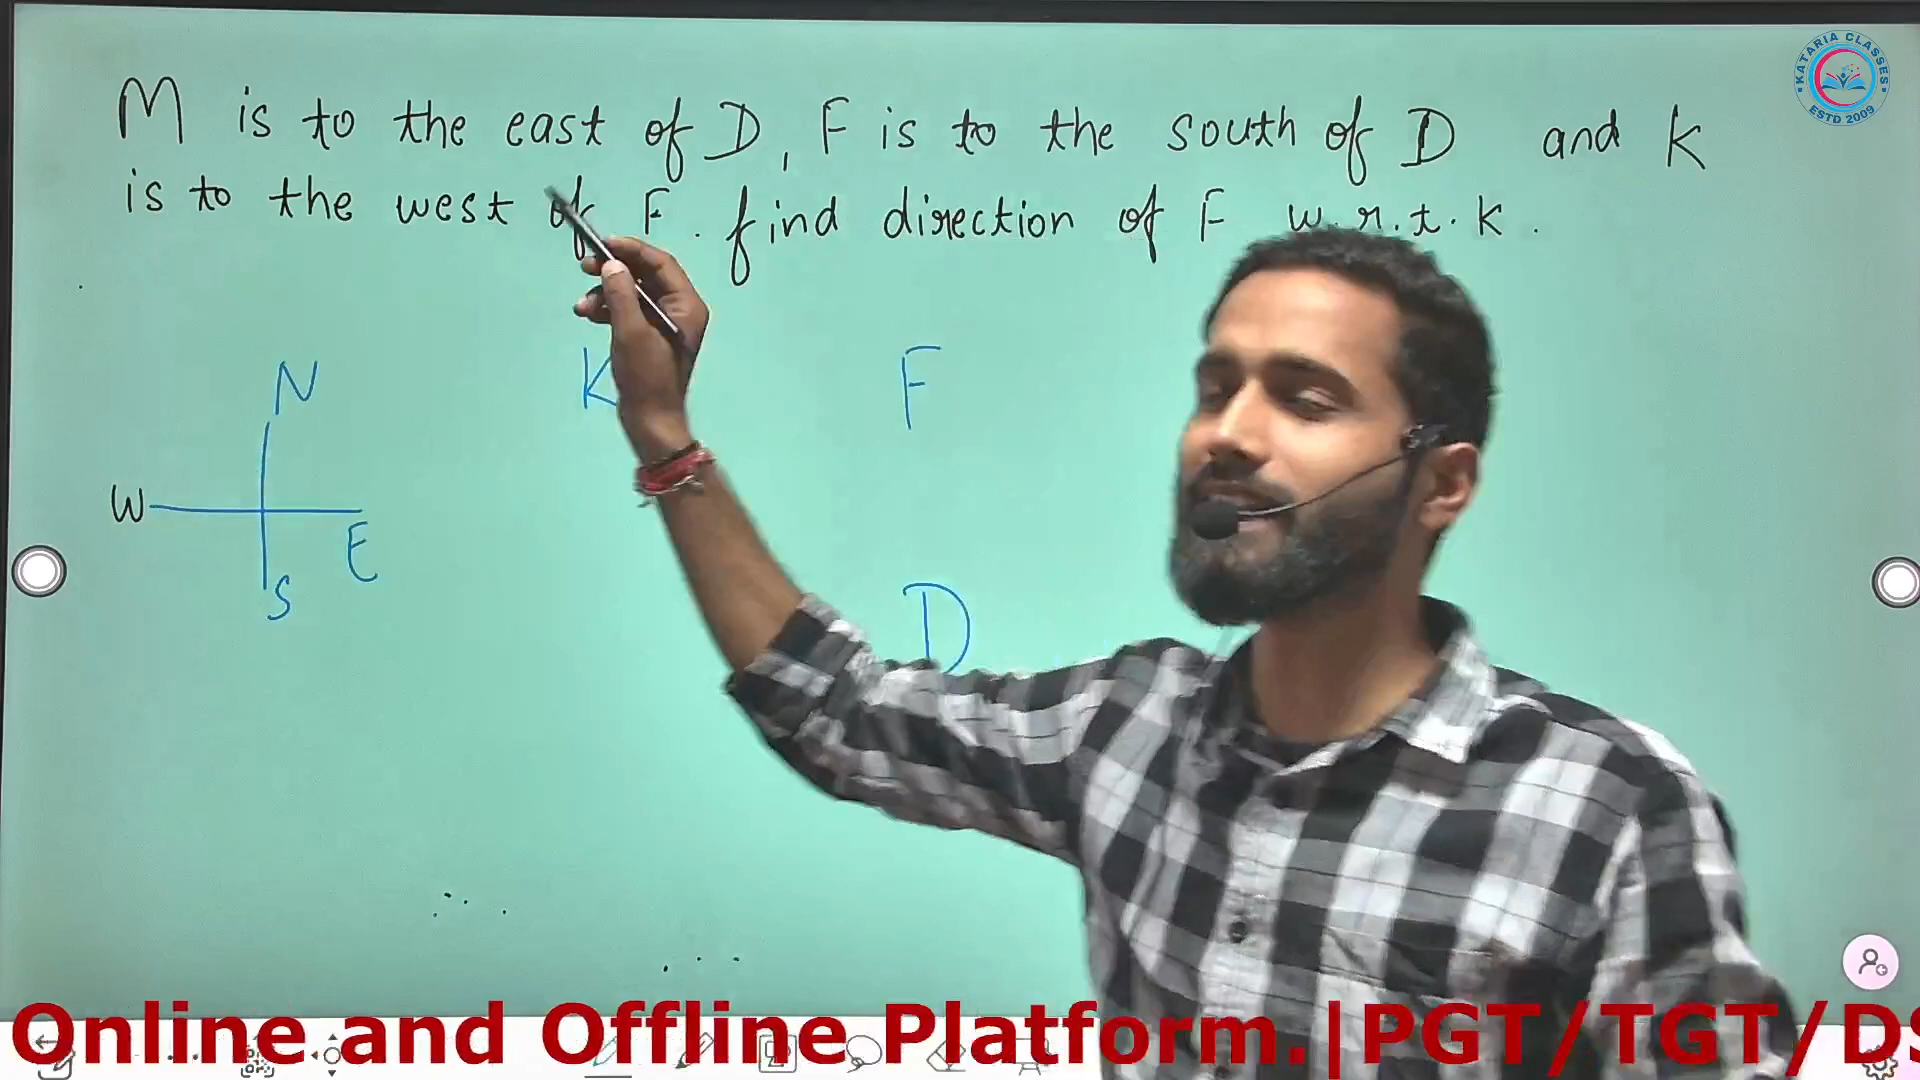 M is to the east of D, F is to the south of D and K
is to the west of F. find direction of F w.r.t. K.
KATARIA CLASSES
ESTD 2009
N
K F
W
E
S
D
Online and Offline Platform.|PGT/TGT/DS